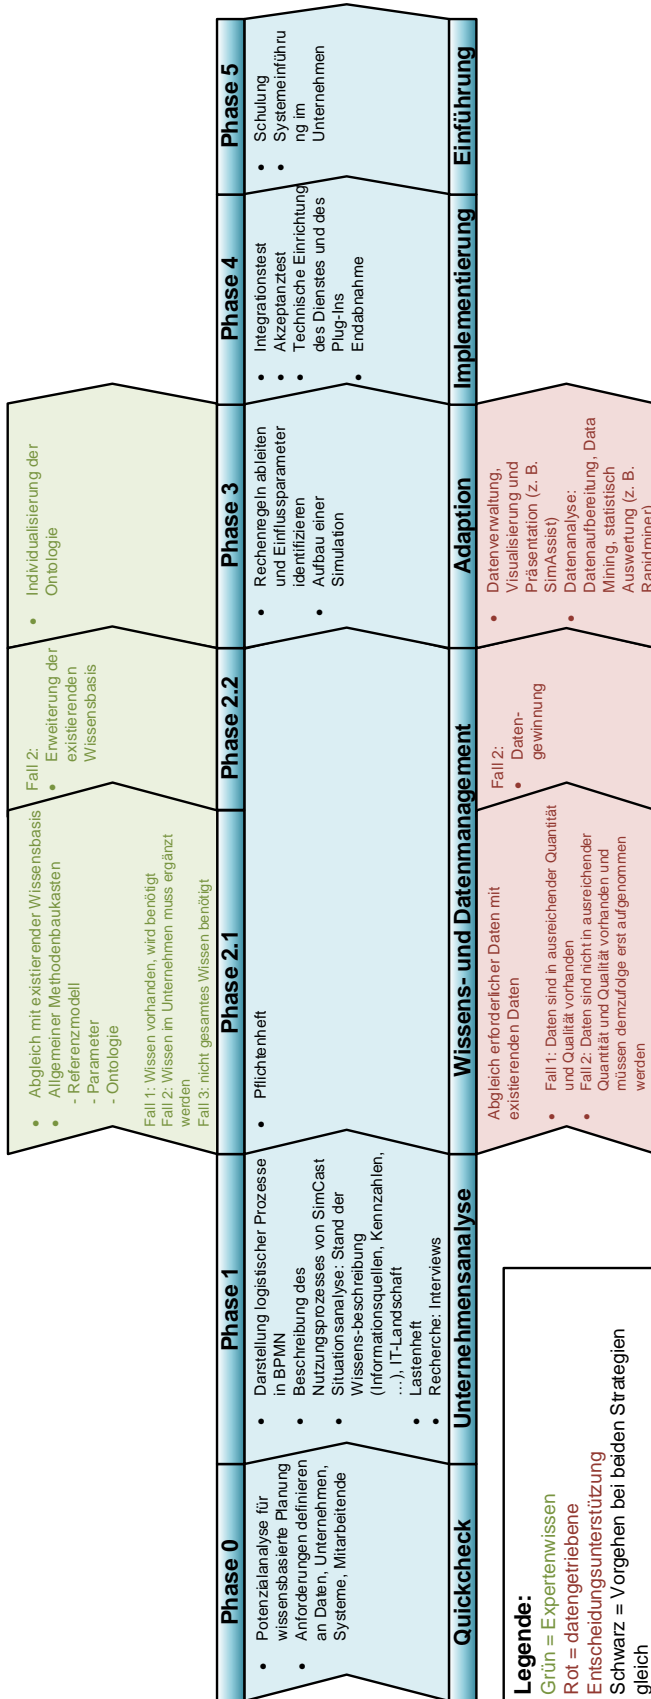 Abgleich mit existierender Wissensbasis
Allgemeiner Methodenbaukasten
- Referenzmodell
- Parameter
- Ontologie
Fall 1: Wissen vorhanden, wird benötigt
Fall 2: Wissen im Unternehmen muss ergänzt
werden
Fall 3: nicht gesamtes Wissen benötigt
Fall 2:
Erweiterung der
existierenden
Wissensbasis
Individualisierung der
Ontologie
Phase 0
Phase 1
Phase 2.1
Phase 2.2
Phase 3
Phase 4
Phase 5
Potenzialanalyse für
wissensbasierte Planung
Anforderungen definieren
an Daten, Unternehmen,
Systeme, Mitarbeitende
Darstellung logistischer Prozesse
in BPMN
Beschreibung des
Nutzungsprozesses von SimCast
Situationsanalyse: Stand der
Wissens-beschreibung
(Informationsquellen, Kennzahlen,
…), IT-Landschaft
Lastenheft
Recherche: Interviews
Pflichtenheft
Rechenregeln ableiten
und Einflussparameter
identifizieren
Aufbau einer
Simulation
Integrationstest
Akzeptanztest
Technische Einrichtung
des Dienstes und des
Plug-Ins
Endabnahme
Schulung
Systemeinführu
ng im
Unternehmen
Quickcheck
Unternehmensanalyse
Wissens- und Datenmanagement
Adaption
Implementierung
Einführung
Abgleich erforderlicher Daten mit
existierenden Daten
Fall 1: Daten sind in ausreichender Quantität
und Qualität vorhanden
Fall 2: Daten sind nicht in ausreichender
Quantität und Qualität vorhanden und
müssen demzufolge erst aufgenommen
werden
Fall 2:
Daten-
gewinnung
Datenverwaltung,
Visualisierung und
Präsentation (z. B.
SimAssist)
Datenanalyse:
Datenaufbereitung, Data
Mining, statistisch
Auswertung (z. B.
Rapidminer)
Legende:
Grün = Expertenwissen
Rot = datengetriebene
Entscheidungsunterstützung
Schwarz = Vorgehen bei beiden Strategien
gleich